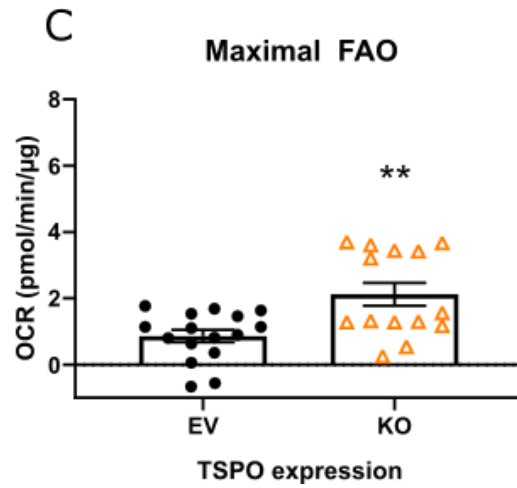 C
Maximal FAO
OCR (pmol/min/µg)
8
6
4
2
0
**
EV
KO
TSPO expression